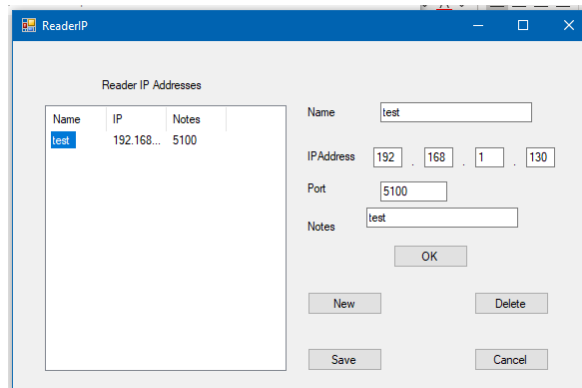 ReaderIP
Reader IP Addresses
Name IP Notes
test 192.168... 5100
Name test
IPAddress 192 . 168 . 1 . 130
Port 5100
Notes test
OK
New Delete
Save Cancel